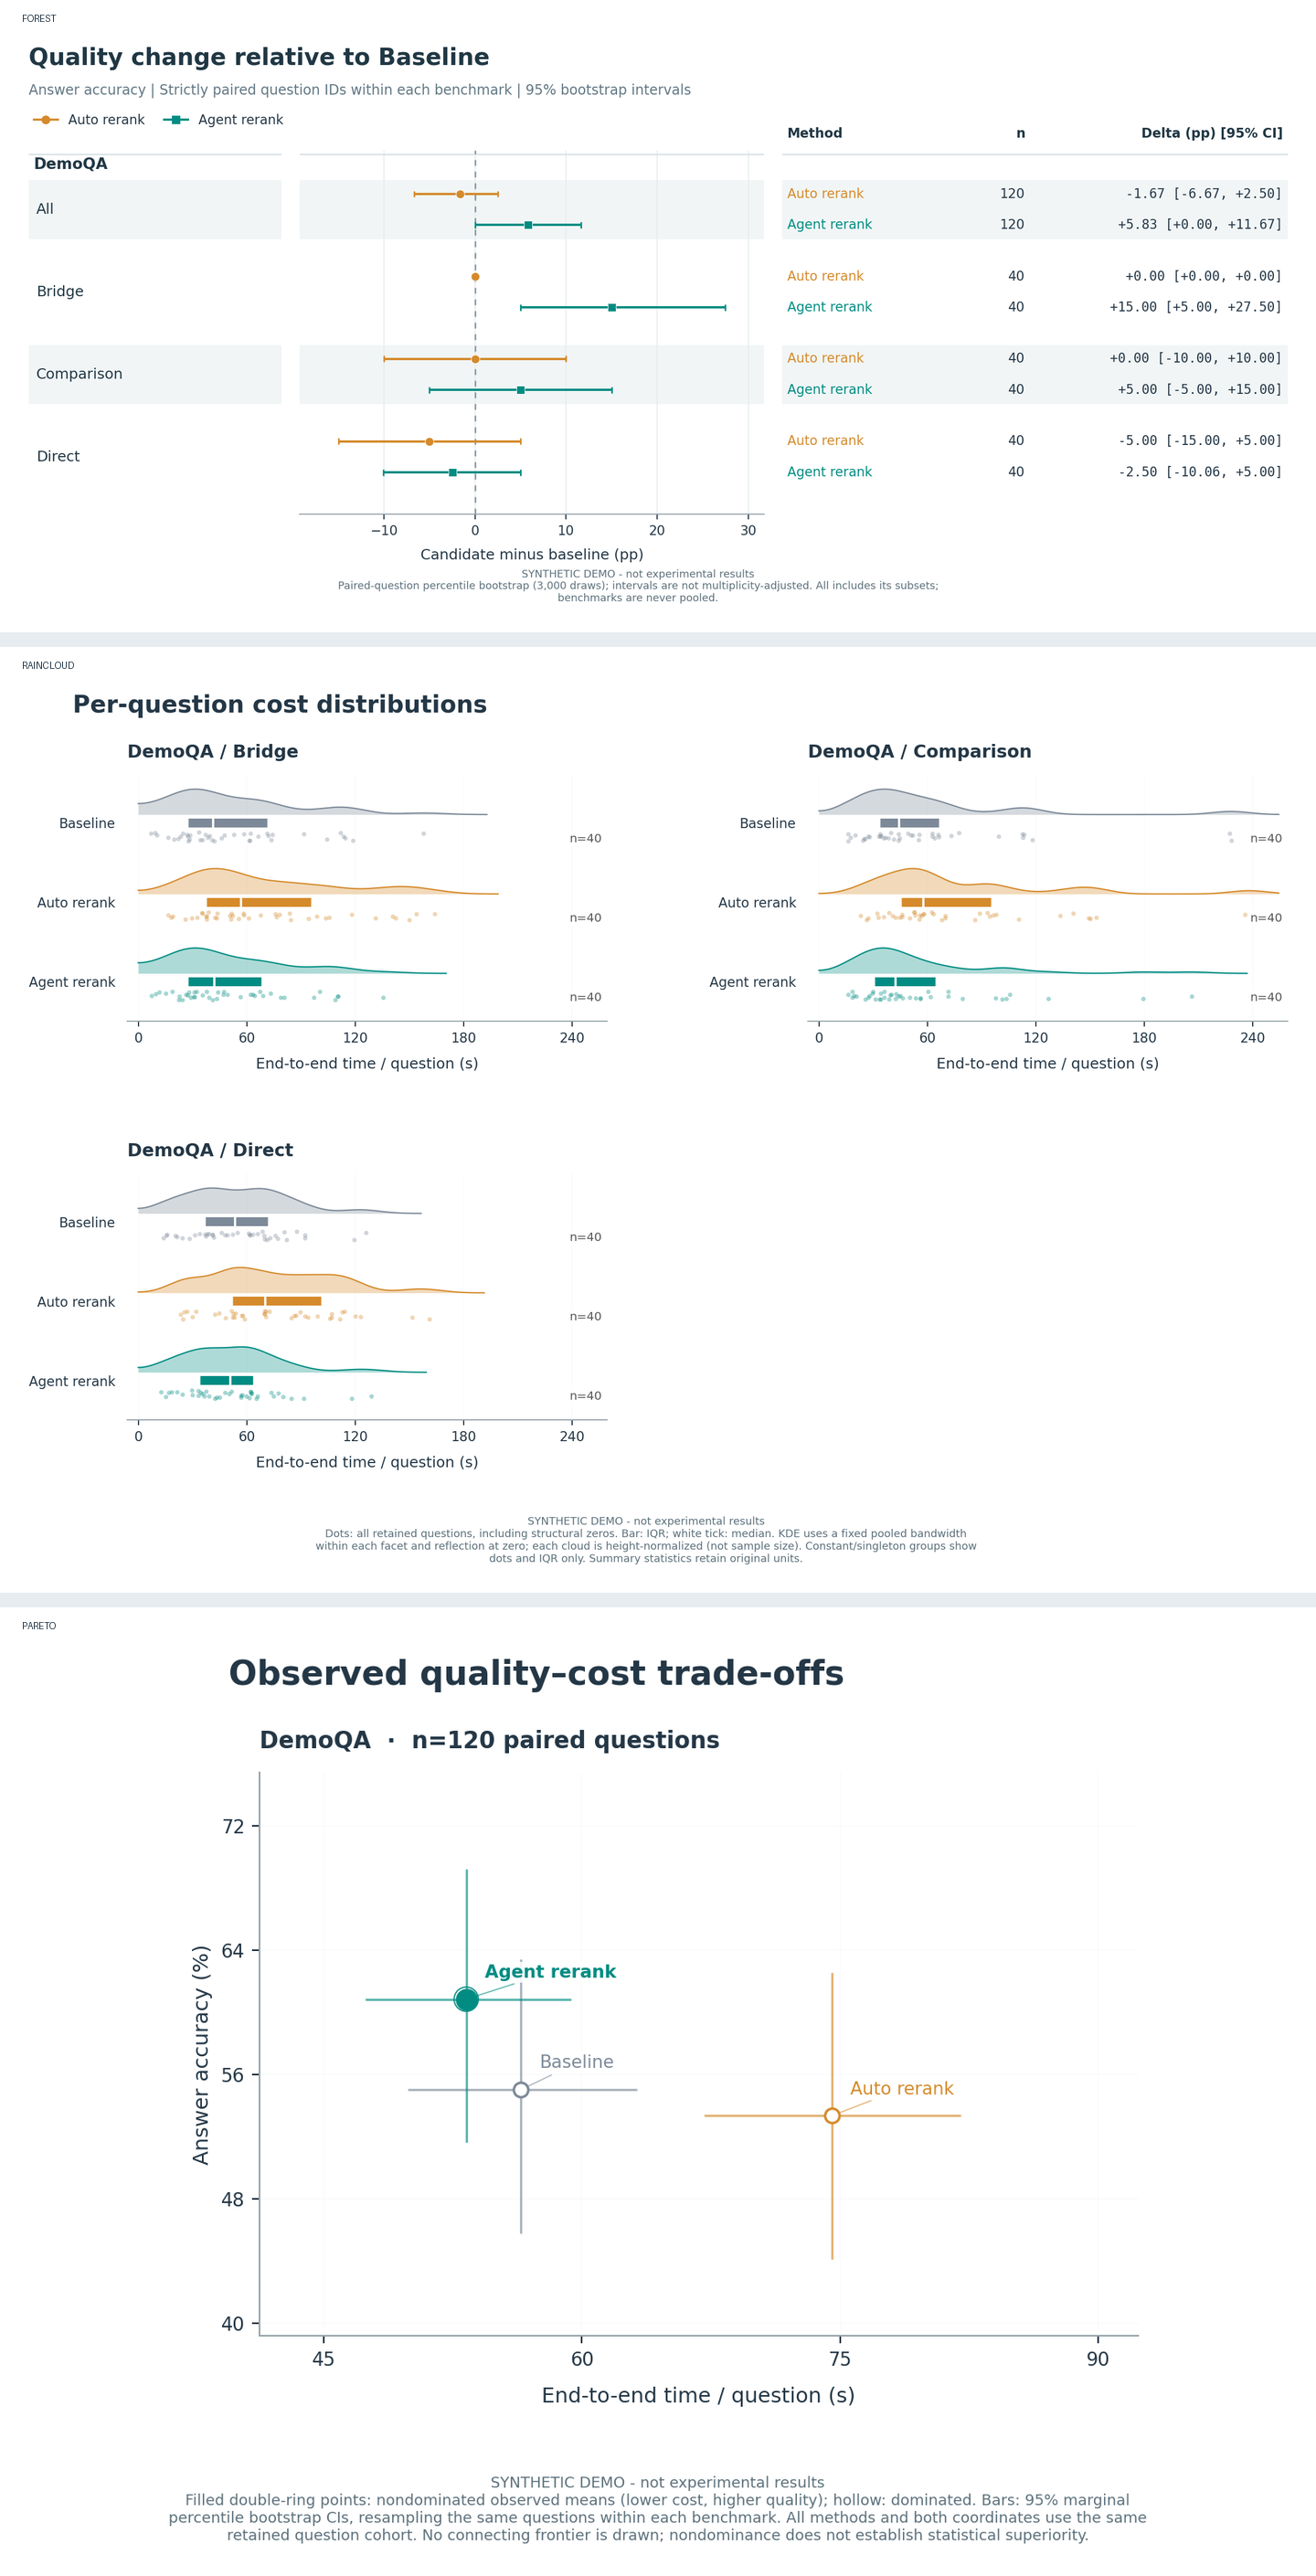 FOREST
Quality change relative to Baseline
Answer accuracy | Strictly paired question IDs within each benchmark | 95% bootstrap intervals
Auto rerank Agent rerank
Method n Delta (pp) [95% CI]
DemoQA
All
Auto rerank 120 -1.67 [-6.67, +2.50]
Agent rerank 120 +5.83 [+0.00, +11.67]
Bridge
Auto rerank 40 +0.00 [+0.00, +0.00]
Agent rerank 40 +15.00 [+5.00, +27.50]
Comparison
Auto rerank 40 +0.00 [-10.00, +10.00]
Agent rerank 40 +5.00 [-5.00, +15.00]
Direct
Auto rerank 40 -5.00 [-15.00, +5.00]
Agent rerank 40 -2.50 [-10.06, +5.00]
−10 0 10 20 30
Candidate minus baseline (pp)
SYNTHETIC DEMO - not experimental results
Paired-question percentile bootstrap (3,000 draws); intervals are not multiplicity-adjusted. All includes its subsets;
benchmarks are never pooled.
RAINCLOUD
Per-question cost distributions
DemoQA / Bridge
Baseline
n=40
Auto rerank
n=40
Agent rerank
n=40
0 60 120 180 240
End-to-end time / question (s)
DemoQA / Comparison
Baseline
n=40
Auto rerank
n=40
Agent rerank
n=40
0 60 120 180 240
End-to-end time / question (s)
DemoQA / Direct
Baseline
n=40
Auto rerank
n=40
Agent rerank
n=40
0 60 120 180 240
End-to-end time / question (s)
SYNTHETIC DEMO - not experimental results
Dots: all retained questions, including structural zeros. Bar: IQR; white tick: median. KDE uses a fixed pooled bandwidth
within each facet and reflection at zero; each cloud is height-normalized (not sample size). Constant/singleton groups show
dots and IQR only. Summary statistics retain original units.
PARETO
Observed quality–cost trade-offs
DemoQA · n=120 paired questions
Answer accuracy (%)
72
64
56
48
40
Agent rerank
Baseline
Auto rerank
45 60 75 90
End-to-end time / question (s)
SYNTHETIC DEMO - not experimental results
Filled double-ring points: nondominated observed means (lower cost, higher quality); hollow: dominated. Bars: 95% marginal
percentile bootstrap CIs, resampling the same questions within each benchmark. All methods and both coordinates use the same
retained question cohort. No connecting frontier is drawn; nondominance does not establish statistical superiority.